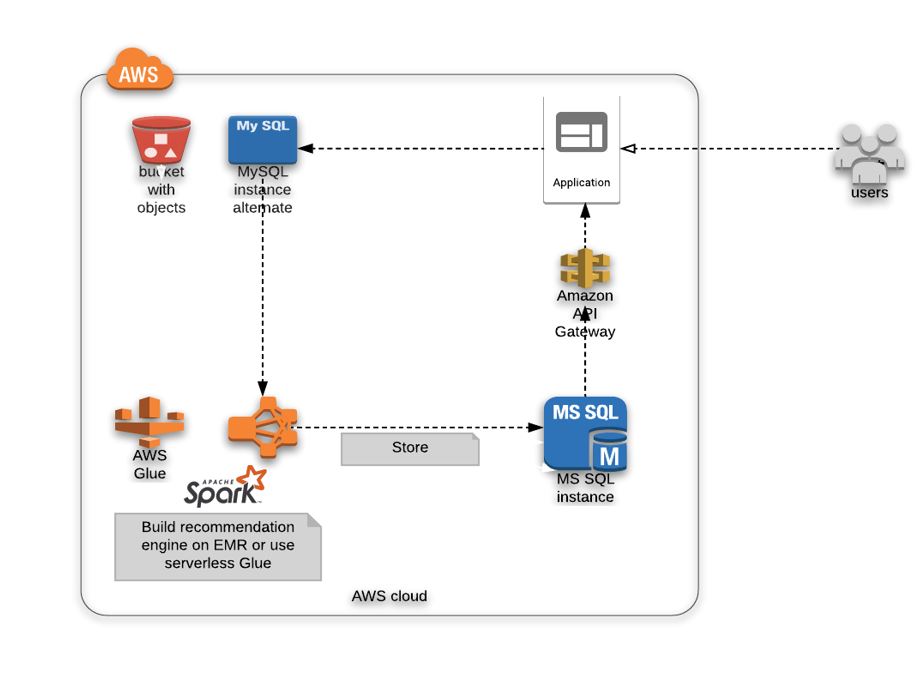 AWS
My SQL
bucket
with
objects
MySQL
instance
alternate
Application
users
Amazon
API
Gateway
AWS
Glue
APACHE
Spark™
Build recommendation
engine on EMR or use
serverless Glue
Store
MS SQL
M
MS SQL
instance
AWS cloud